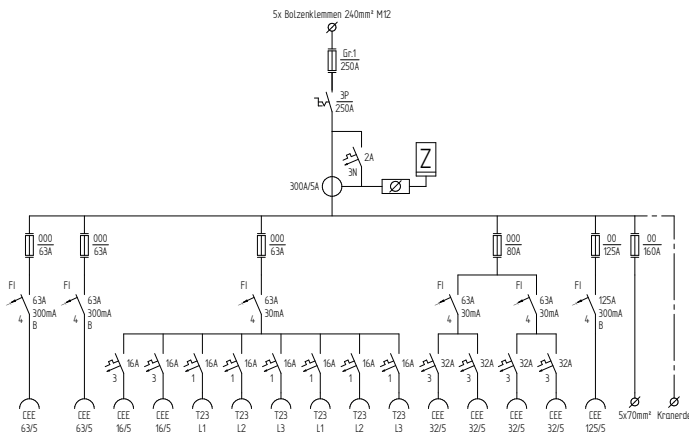 5x Bolzenklemmen 240mm² M12
Gr.1
250A
3P
250A
2A
3N
Z
300A/5A
000
63A
000
63A
000
63A
000
80A
00
125A
00
160A
FI
63A
300mA
4
B
FI
63A
300mA
4
B
FI
63A
30mA
4
FI
63A
30mA
4
FI
63A
30mA
4
FI
125A
300mA
4
B
16A
3
16A
3
16A
1
16A
1
16A
1
16A
1
16A
1
16A
1
32A
3
32A
3
32A
3
32A
3
CEE
63/5
CEE
63/5
CEE
16/5
CEE
16/5
T23
L1
T23
L2
T23
L3
T23
L1
T23
L2
T23
L3
CEE
32/5
CEE
32/5
CEE
32/5
CEE
32/5
CEE
125/5
5x70mm²
Kranerde